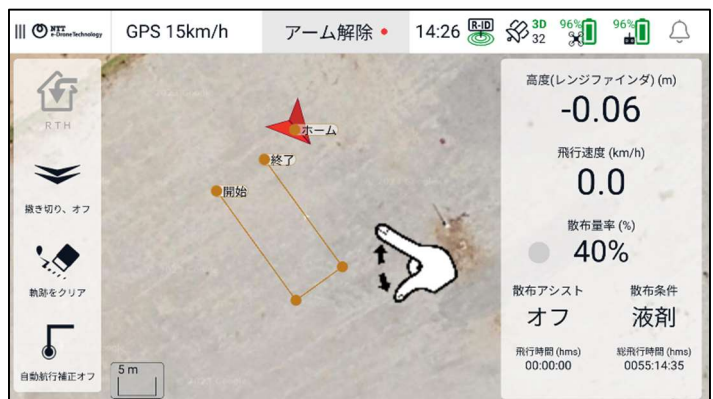 NTT
e-Drone Technology
GPS 15km/h
アーム解除
14:26
R-ID
3D
32
96%
96%
RTH
撒き切り、オフ
軌跡をクリア
自動航行補正オフ
ホーム
終了
開始
5 m
高度(レンジファインダ) (m)
-0.06
飛行速度 (km/h)
0.0
散布量率 (%)
40%
散布アシスト
オフ
散布条件
液剤
飛行時間 (hms)
00:00:00
総飛行時間 (hms)
0055:14:35